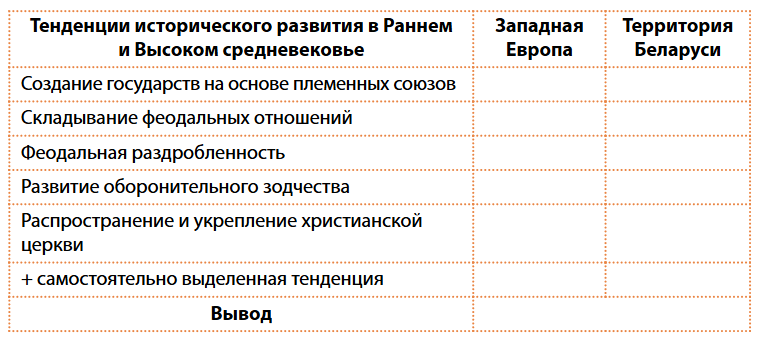 Тенденции исторического развития в Раннем
и Высоком средневековье
Западная
Европа
Территория
Беларуси
Создание государств на основе племенных союзов
Складывание феодальных отношений
Феодальная раздробленность
Развитие оборонительного зодчества
Распространение и укрепление христианской
церкви
+ самостоятельно выделенная тенденция
Вывод